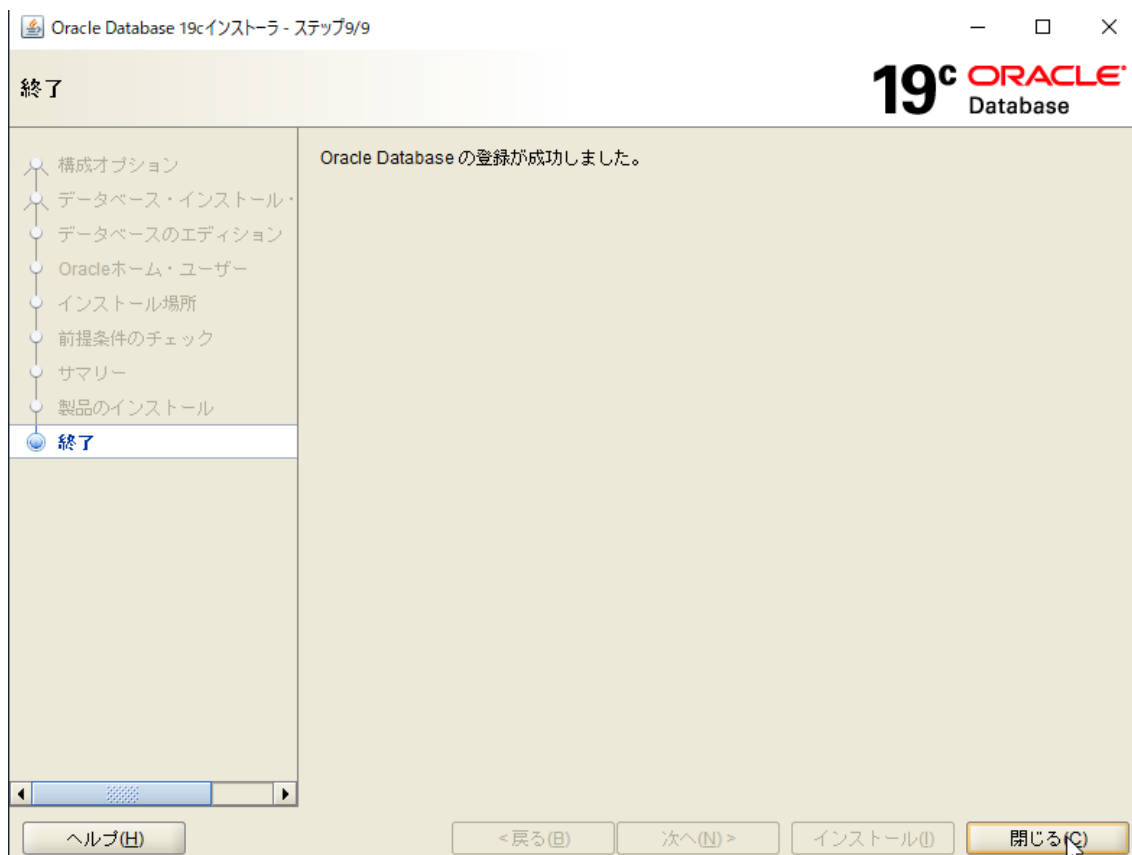 Oracle Database 19cインストーラ - ステップ9/9
終了
19c ORACLE
Database
構成オプション
データベース・インストール・
データベースのエディション
Oracleホーム・ユーザー
インストール場所
前提条件のチェック
サマリー
製品のインストール
終了
Oracle Database の登録が成功しました。
ヘルプ(H)
<戻る(B)
次へ(N)>
インストール(I)
閉じる(C)